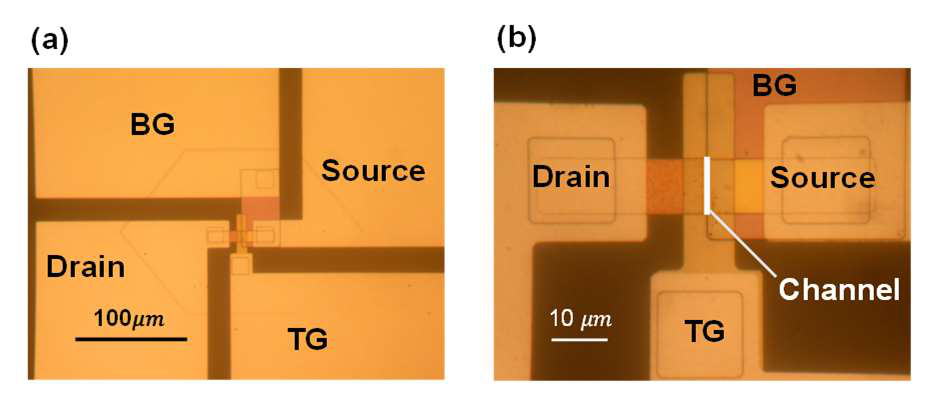 (a)
(b)
BG
Source
Drain
100μm
TG
BG
Drain
Source
Channel
10 μm
TG